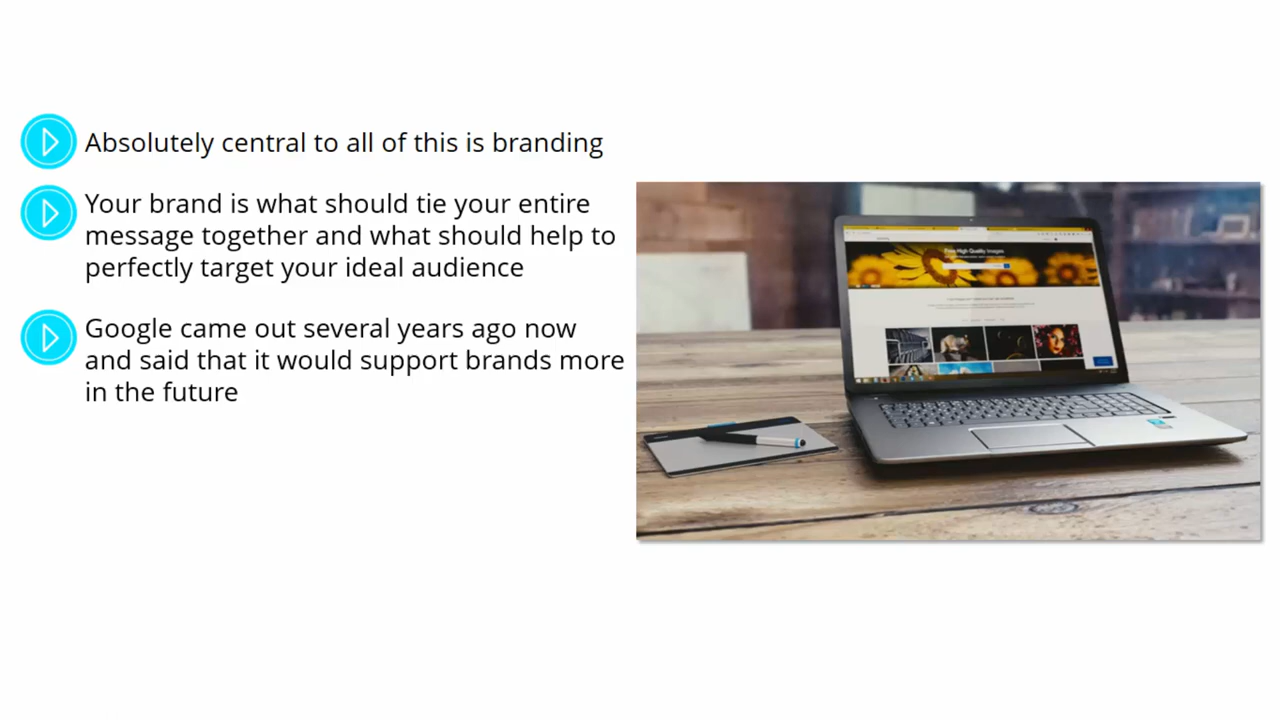 Absolutely central to all of this is branding
Your brand is what should tie your entire
message together and what should help to
perfectly target your ideal audience
Google came out several years ago now
and said that it would support brands more
in the future
Free High Quality Images